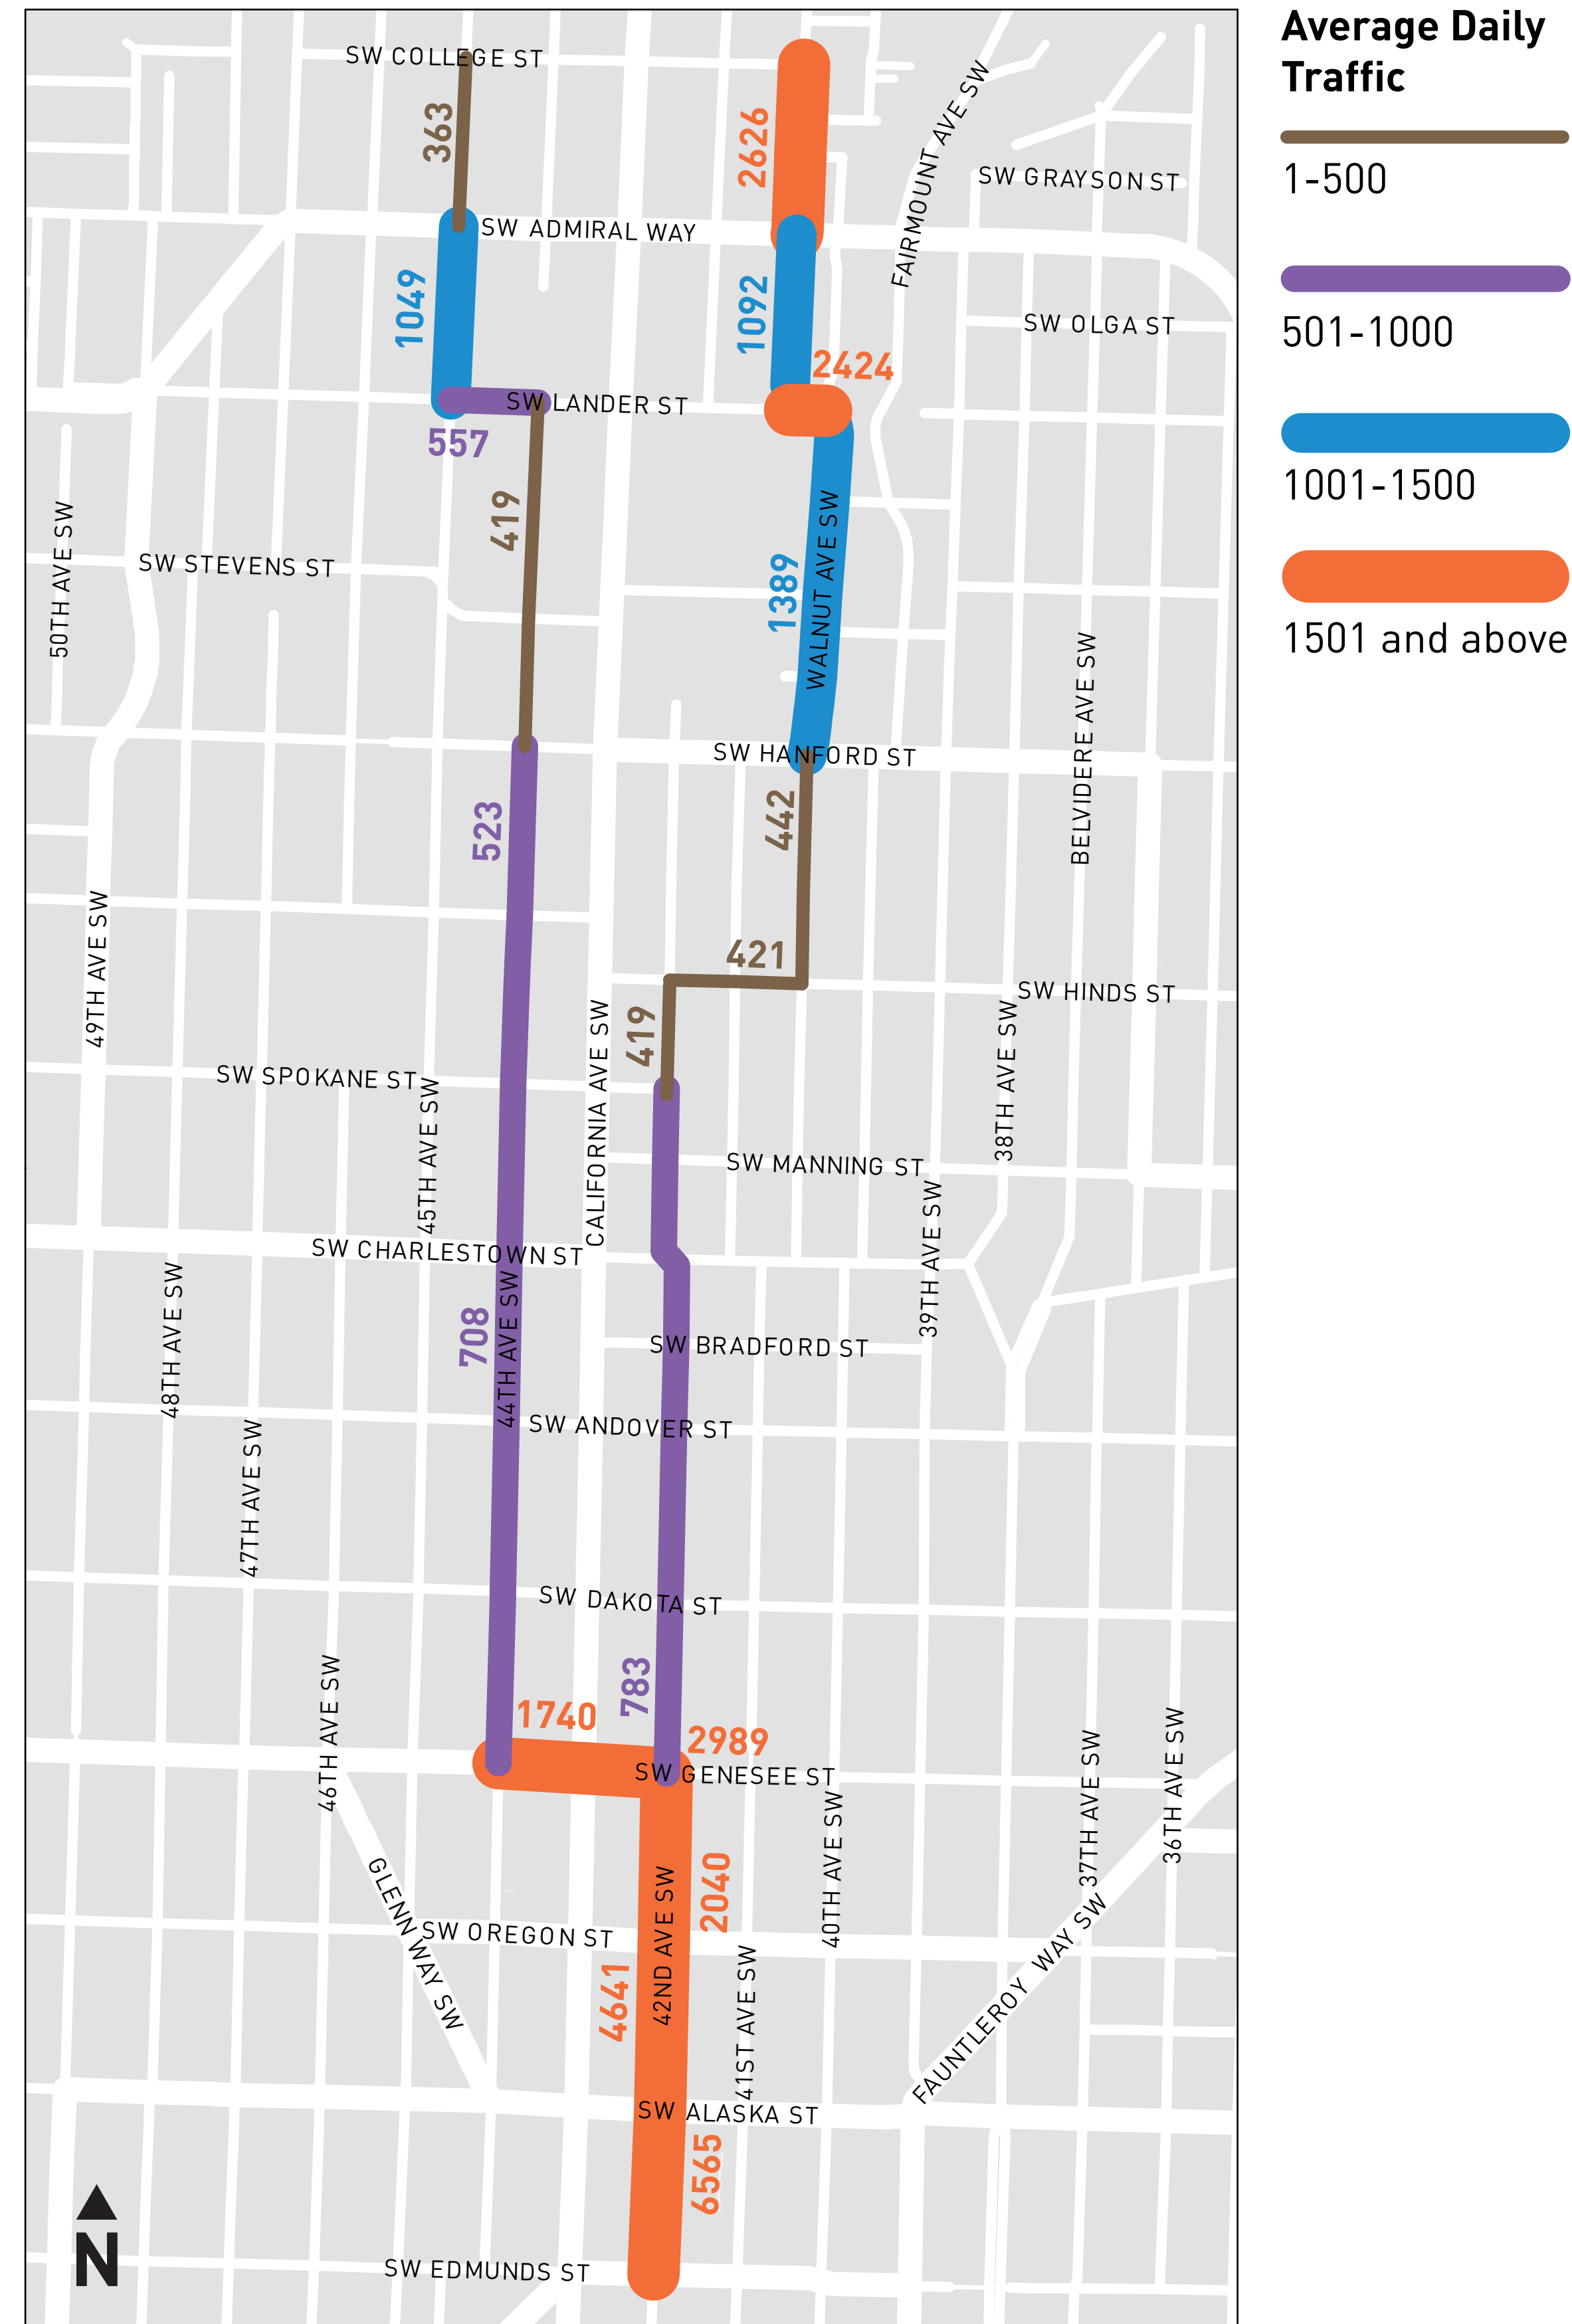 Average Daily
Traffic
1-500
501-1000
1001-1500
1501 and above
SW COLLEGE ST
363
2626
FAIRMOUNT AVE SW
SW GRAYSON ST
SW ADMIRAL WAY
1049
1092
SW OLGA ST
2424
SW LANDER ST
557
419
50TH AVE SW
SW STEVENS ST
1389
WALNUT AVE SW
BELVIDERE AVE SW
SW HANFORD ST
523
442
49TH AVE SW
421
SW HINDS ST
419
CALIFORNIA AVE SW
38TH AVE SW
SW SPOKANE ST
45TH AVE SW
SW MANNING ST
39TH AVE SW
SW CHARLESTOWN ST
48TH AVE SW
708
44TH AVE SW
SW BRADFORD ST
SW ANDOVER ST
47TH AVE SW
SW DAKOTA ST
46TH AVE SW
783
1740
2989
SW GENESEE ST
37TH AVE SW
36TH AVE SW
40TH AVE SW
GLENN WAY SW
2040
42ND AVE SW
SW OREGON ST
4641
41ST AVE SW
FAUNTLEROY WAY SW
SW ALASKA ST
6565
N
SW EDMUNDS ST